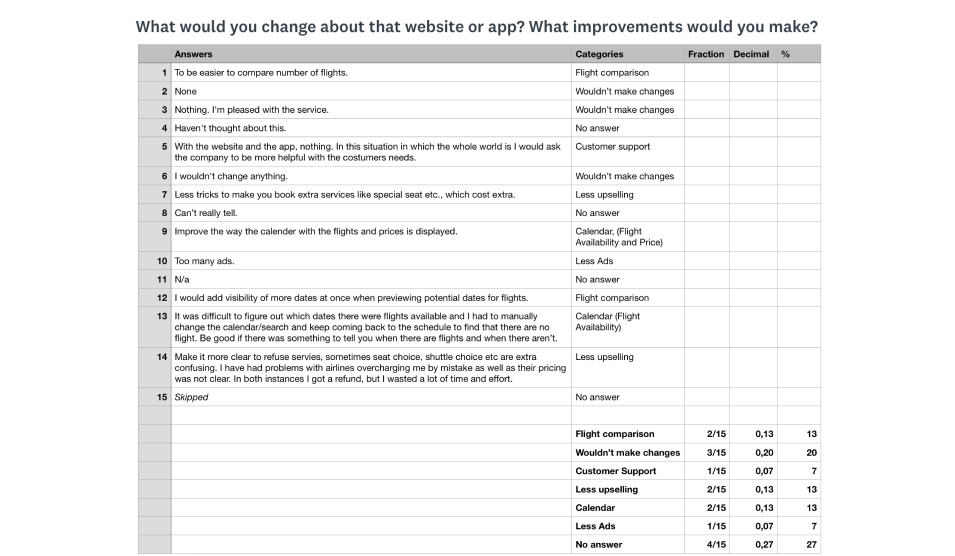 What would you change about that website or app? What improvements would you make?
Answers Categories Fraction Decimal %
1 To be easier to compare number of flights. Flight comparison
2 None Wouldn't make changes
3 Nothing. I'm pleased with the service. Wouldn't make changes
4 Haven't thought about this. No answer
5 With the website and the app, nothing. In this situation in which the whole world is I would ask Customer support
the company to be more helpful with the costumers needs.
6 I wouldn't change anything. Wouldn't make changes
7 Less tricks to make you book extra services like special seat etc., which cost extra. Less upselling
8 Can't really tell. No answer
9 Improve the way the calender with the flights and prices is displayed. Calendar, (Flight
Availability and Price)
10 Too many ads. Less Ads
11 N/a No answer
12 I would add visibility of more dates at once when previewing potential dates for flights. Flight comparison
13 It was difficult to figure out which dates there were flights available and I had to manually Calendar (Flight
change the calendar/search and keep coming back to the schedule to find that there are no Availability)
flight. Be good if there was something to tell you when there are flights and when there aren't.
14 Make it more clear to refuse servies, sometimes seat choice, shuttle choice etc are extra Less upselling
confusing. I have had problems with airlines overcharging me by mistake as well as their pricing
was not clear. In both instances I got a refund, but I wasted a lot of time and effort.
15 Skipped No answer
Flight comparison 2/15 0,13 13
Wouldn't make changes 3/15 0,20 20
Customer Support 1/15 0,07 7
Less upselling 2/15 0,13 13
Calendar 2/15 0,13 13
Less Ads 1/15 0,07 7
No answer 4/15 0,27 27